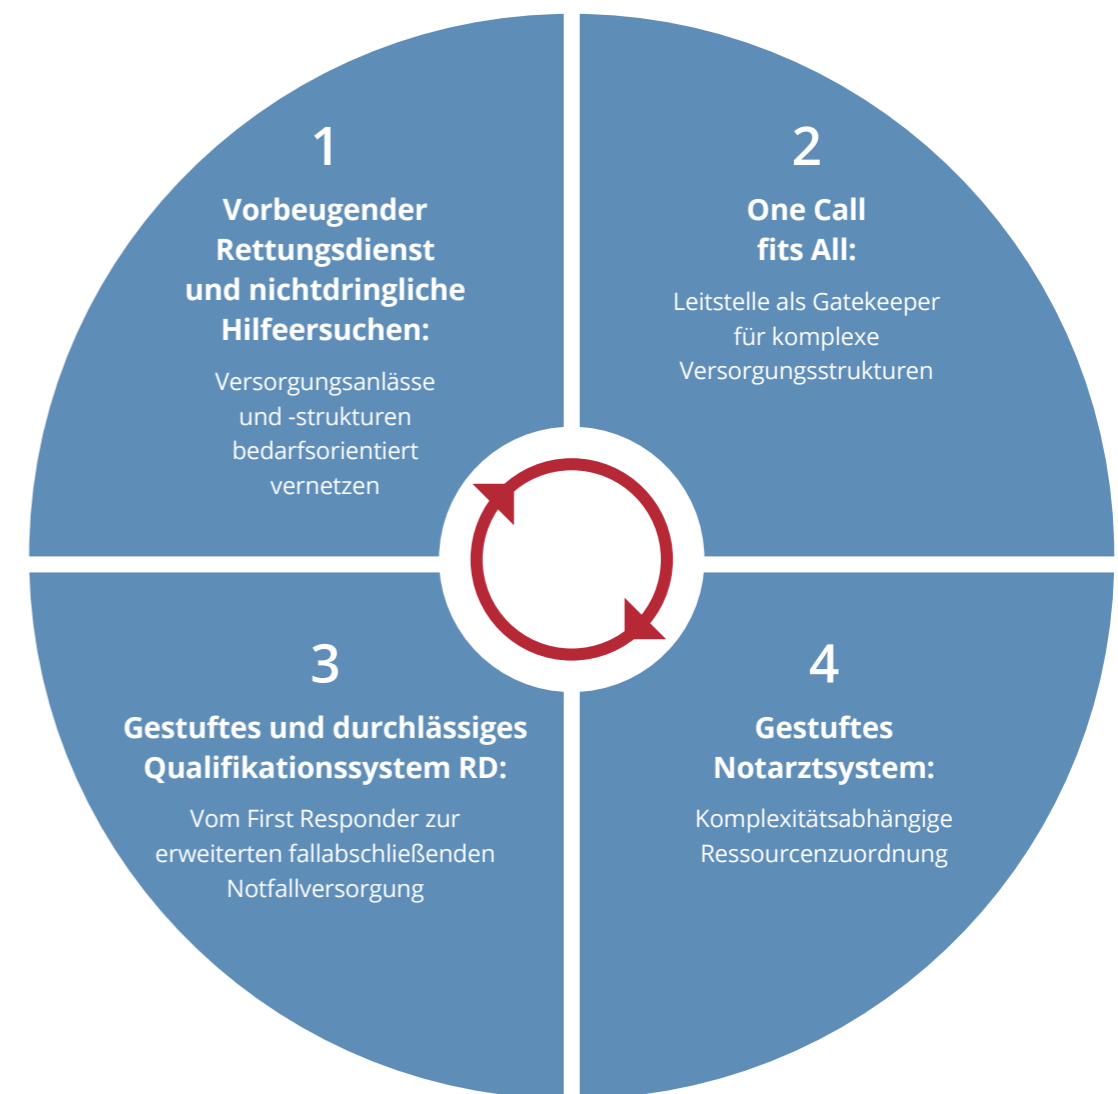 1
Vorbeugender
Rettungsdienst
und nichtdringliche
Hilfeersuchen:
Versorgungsanlässe
und -strukturen
bedarfsorientiert
vernetzen
2
One Call
fits All:
Leitstelle als Gatekeeper
für komplexe
Versorgungsstrukturen
3
Gestuftes und durchlässiges
Qualifikationssystem RD:
Vom First Responder zur
erweiterten fallabschließenden
Notfallversorgung
4
Gestuftes
Notarztsystem:
Komplexitätsabhängige
Ressourcenzuordnung